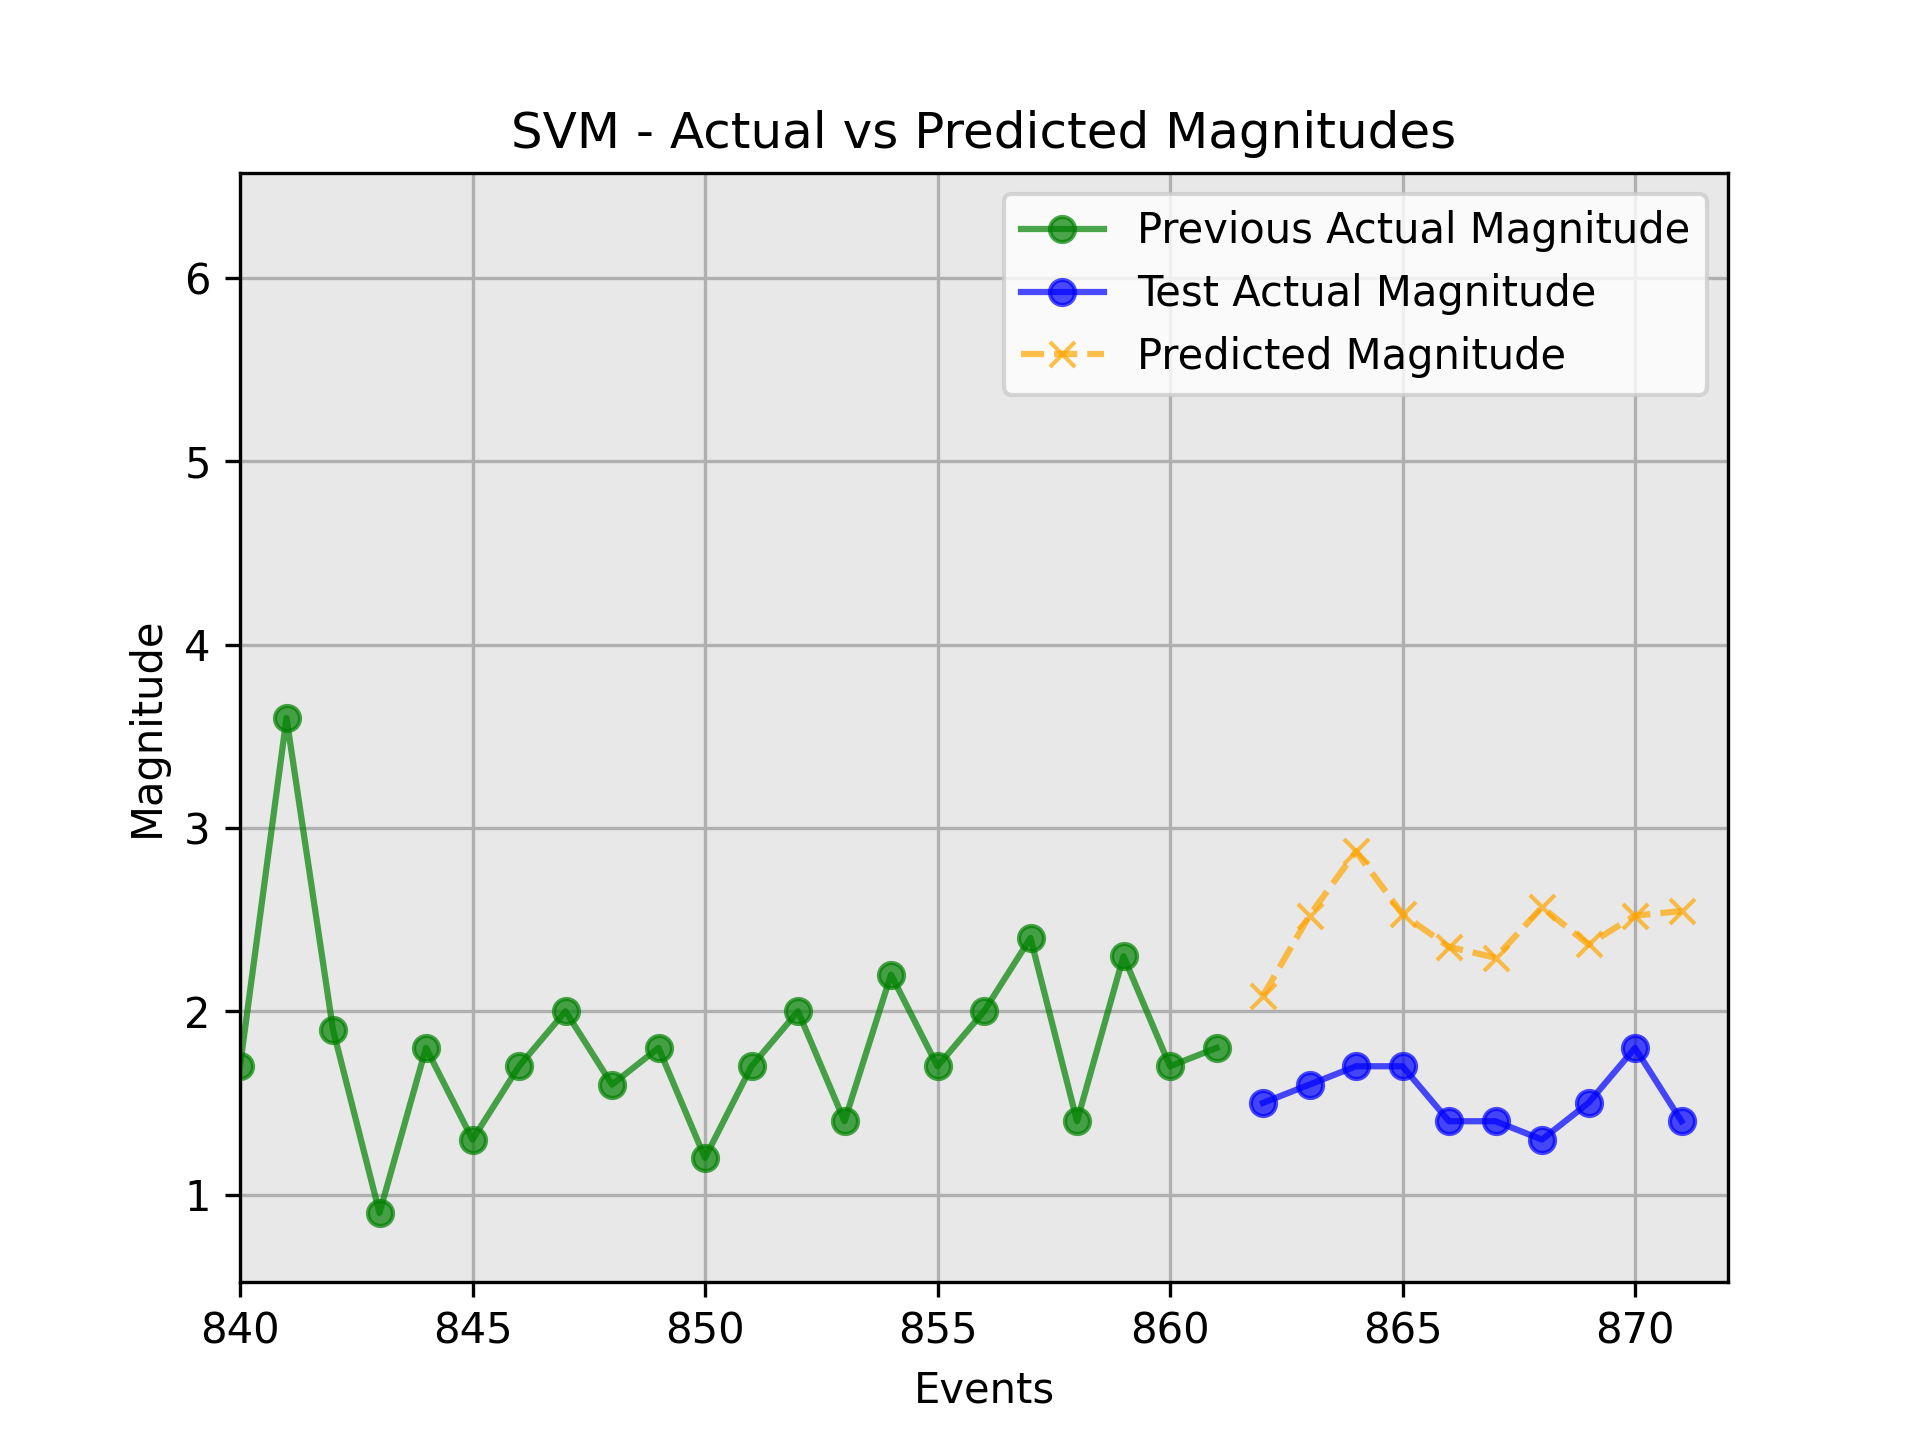 SVM - Actual vs Predicted Magnitudes
Previous Actual Magnitude
Test Actual Magnitude
Predicted Magnitude
Magnitude
6
5
4
3
2
1
840 845 850 855 860 865 870
Events